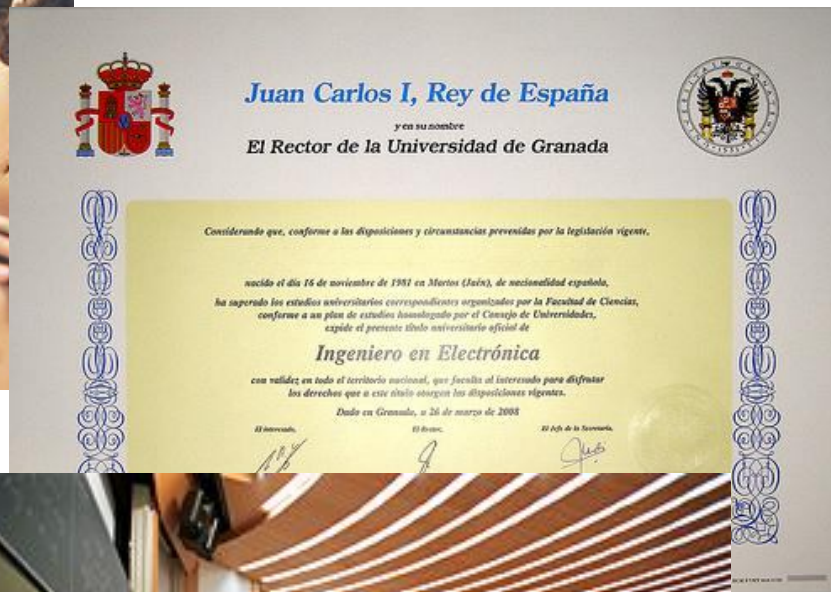 Juan Carlos I, Rey de España
y en su nombre
El Rector de la Universidad de Granada
Considerando que, conforme a las disposiciones y circunstancias prevenidas por la legislación vigente,
nacido el día 16 de noviembre de 1981 en Martos (Jaén), de nacionalidad española,
ha superado los estudios universitarios correspondientes organizados por la Facultad de Ciencias,
conforme a un plan de estudios homologado por el Consejo de Universidades,
expide el presente título universitario oficial de
Ingeniero en Electrónica
con validez en todo el territorio nacional, que faculta al interesado para disfrutar
los derechos que a este título otorgan las disposiciones vigentes.
Dado en Granada, a 26 de marzo de 2008
El interesado, El Rector, El Jefe de la Secretaría,